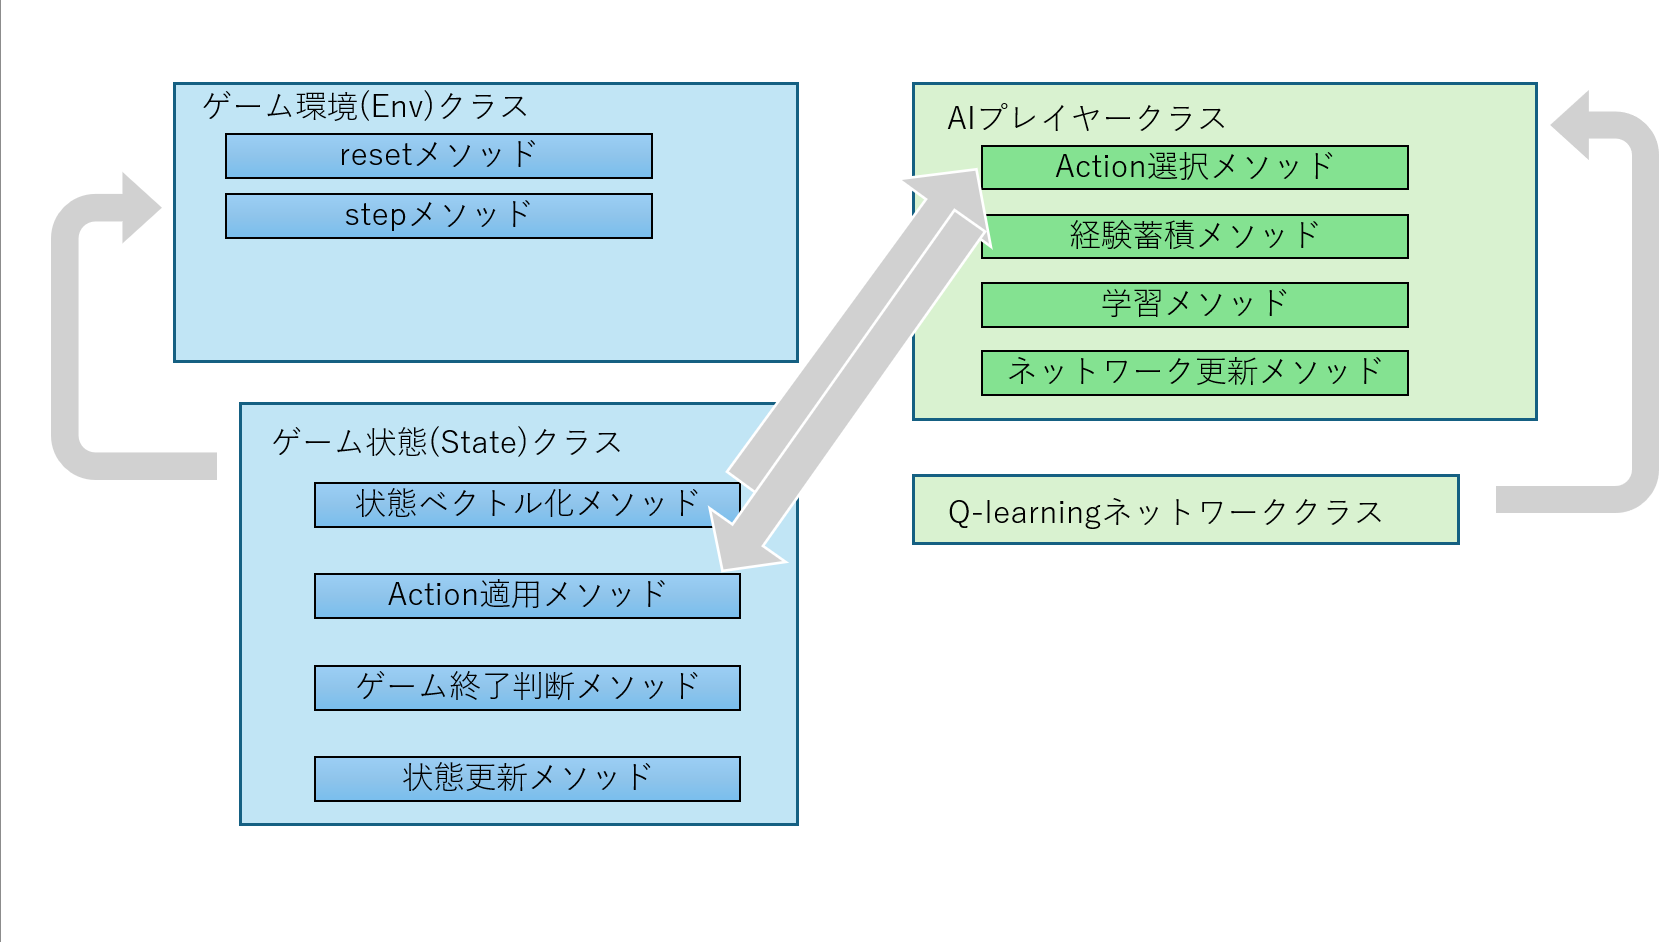 ゲーム環境(Env)クラス
resetメソッド
stepメソッド
ゲーム状態(State)クラス
状態ベクトル化メソッド
Action適用メソッド
ゲーム終了判断メソッド
状態更新メソッド
AIプレイヤークラス
Action選択メソッド
経験蓄積メソッド
学習メソッド
ネットワーク更新メソッド
Q-learningネットワーククラス